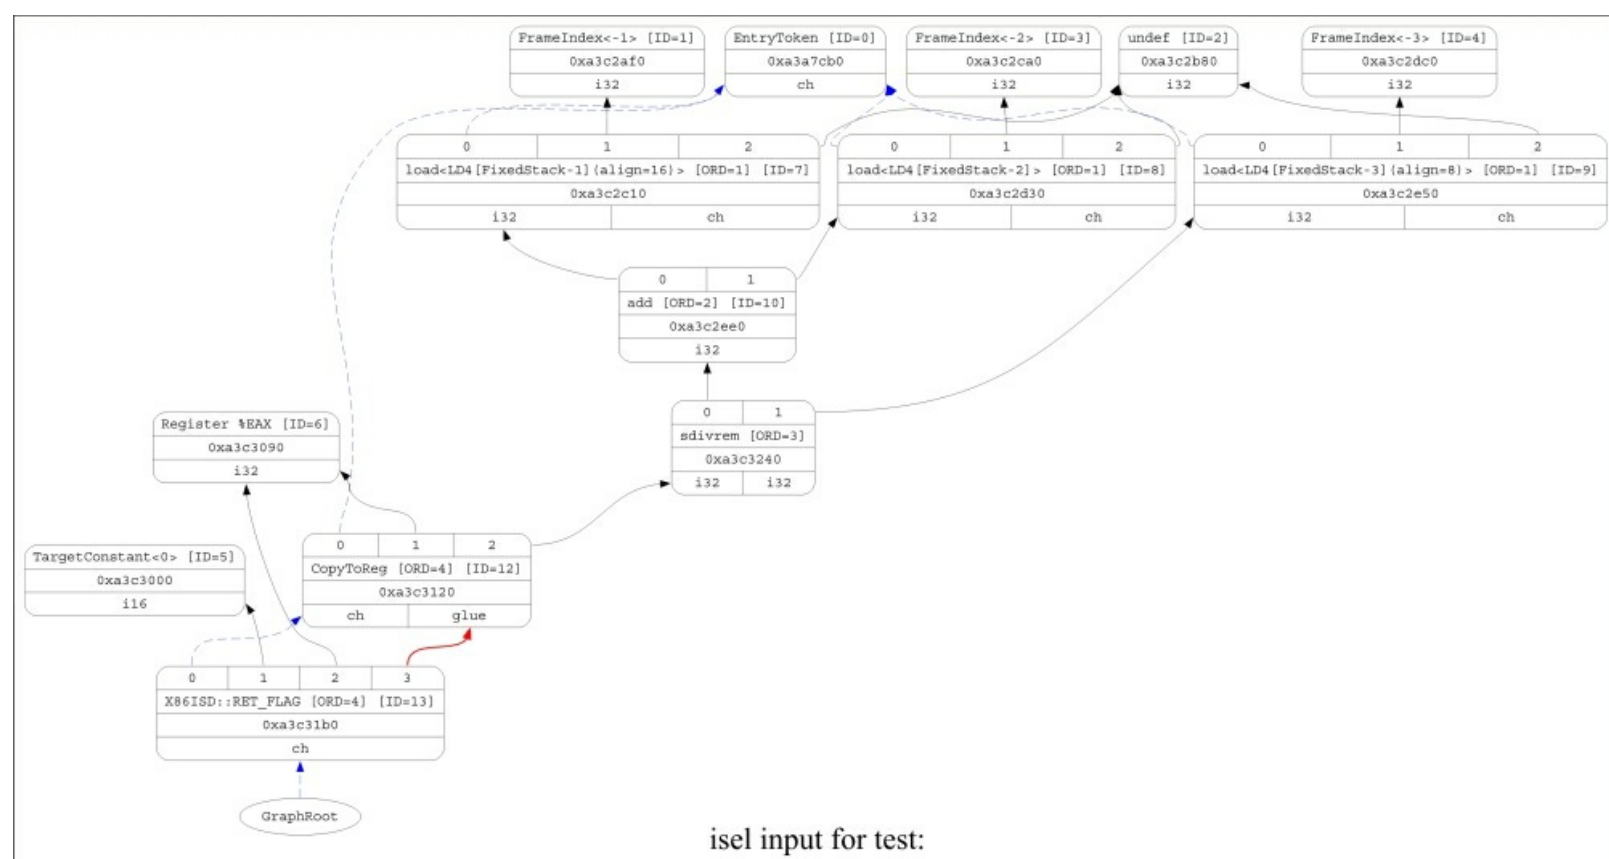 FrameIndex<-1> [ID=1]
0xa3c2af0
i32
EntryToken [ID=0]
0xa3a7cb0
ch
FrameIndex<-2> [ID=3]
0xa3c2ca0
i32
undef [ID=2]
0xa3c2b80
i32
FrameIndex<-3> [ID=4]
0xa3c2dc0
i32
0 1 2
load<LD4[FixedStack-1](align=16)> [ORD=1] [ID=7]
0xa3c2c10
i32 ch
0 1 2
load<LD4[FixedStack-2]> [ORD=1] [ID=8]
0xa3c2d30
i32 ch
0 1 2
load<LD4[FixedStack-3](align=8)> [ORD=1] [ID=9]
0xa3c2e50
i32 ch
0 1
add [ORD=2] [ID=10]
0xa3c2ee0
i32
0 1
sdivrem [ORD=3]
0xa3c3240
i32 i32
Register %EAX [ID=6]
0xa3c3090
i32
0 1 2
CopyToReg [ORD=4] [ID=12]
0xa3c3120
ch glue
TargetConstant<0> [ID=5]
0xa3c3000
i16
0 1 2 3
X86ISD::RET_FLAG [ORD=4] [ID=13]
0xa3c31b0
ch
GraphRoot
isel input for test: